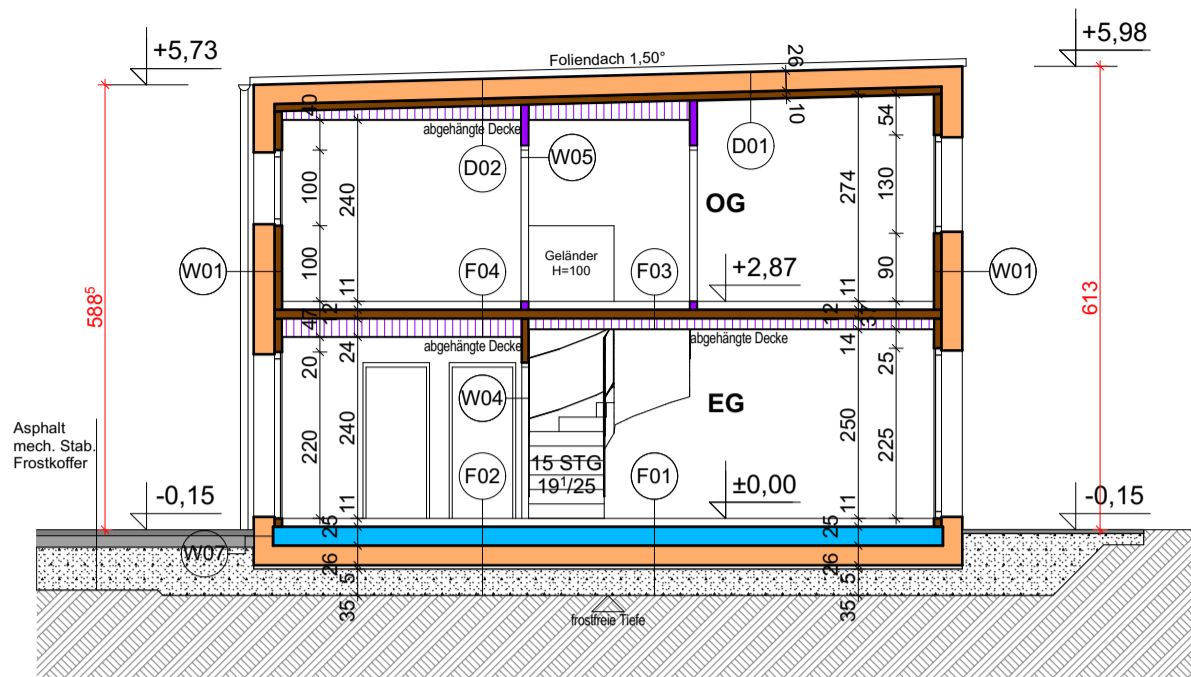 +5,73
+5,98
Foliendach 1,50°
26
10
40
54
abgehängte Decke
W05
D02
D01
100
240
274
130
OG
W01
F04
Geländer
H=100
F03
+2,87
W01
100
11
11
90
588⁵
613
2
2
47
abgehängte Decke
abgehängte Decke
24
14
20
25
W04
EG
220
240
250
225
Asphalt
mech. Stab.
Frostkoffer
F02
15 STG
19¹/25
F01
±0,00
-0,15
-0,15
11
11
25
25
W07
26
26
5
5
35
35
frostfreie Tiefe